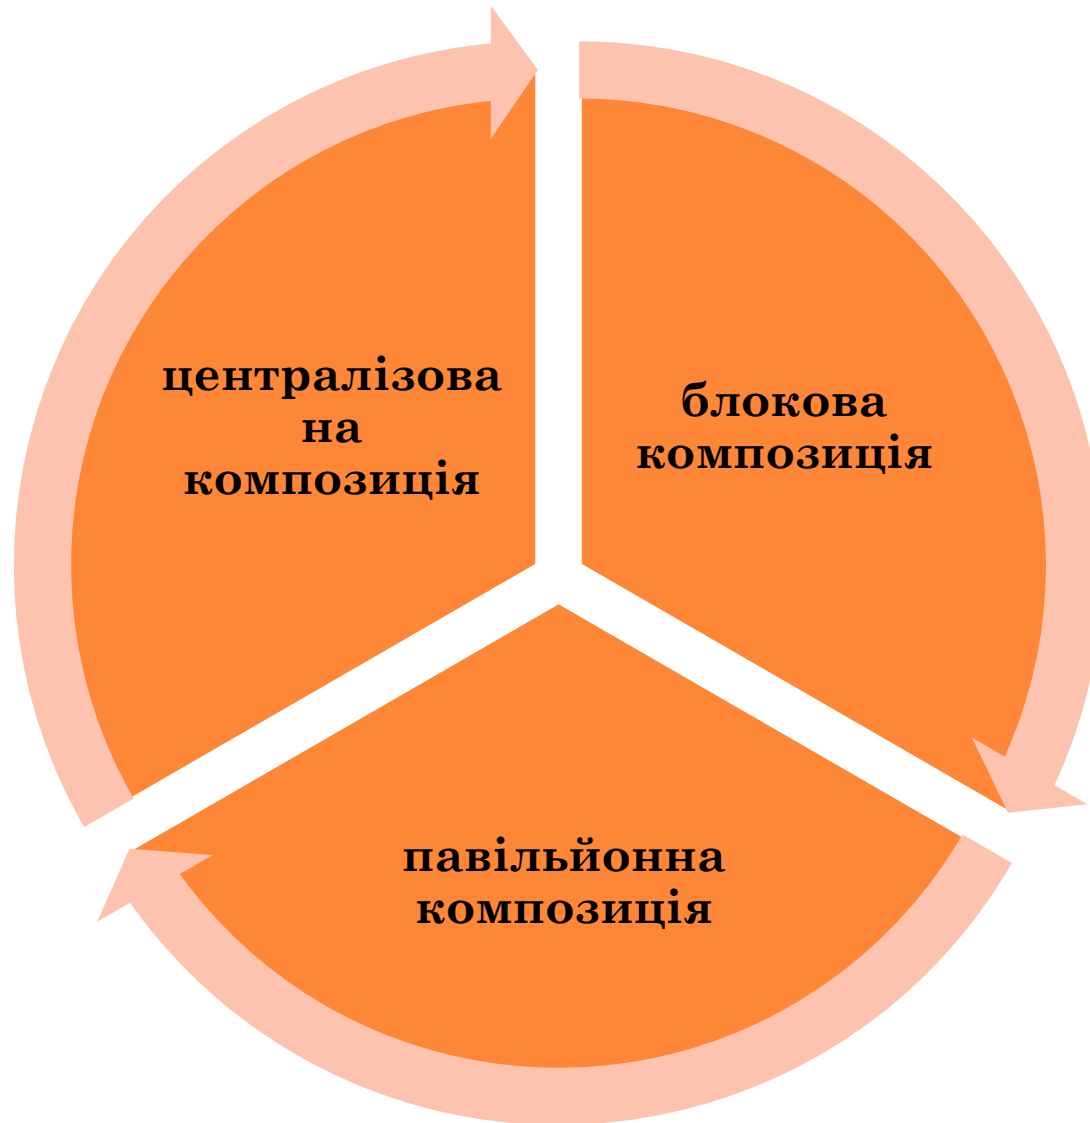 централізова
на
композиція
блокова
композиція
павільйонна
композиція